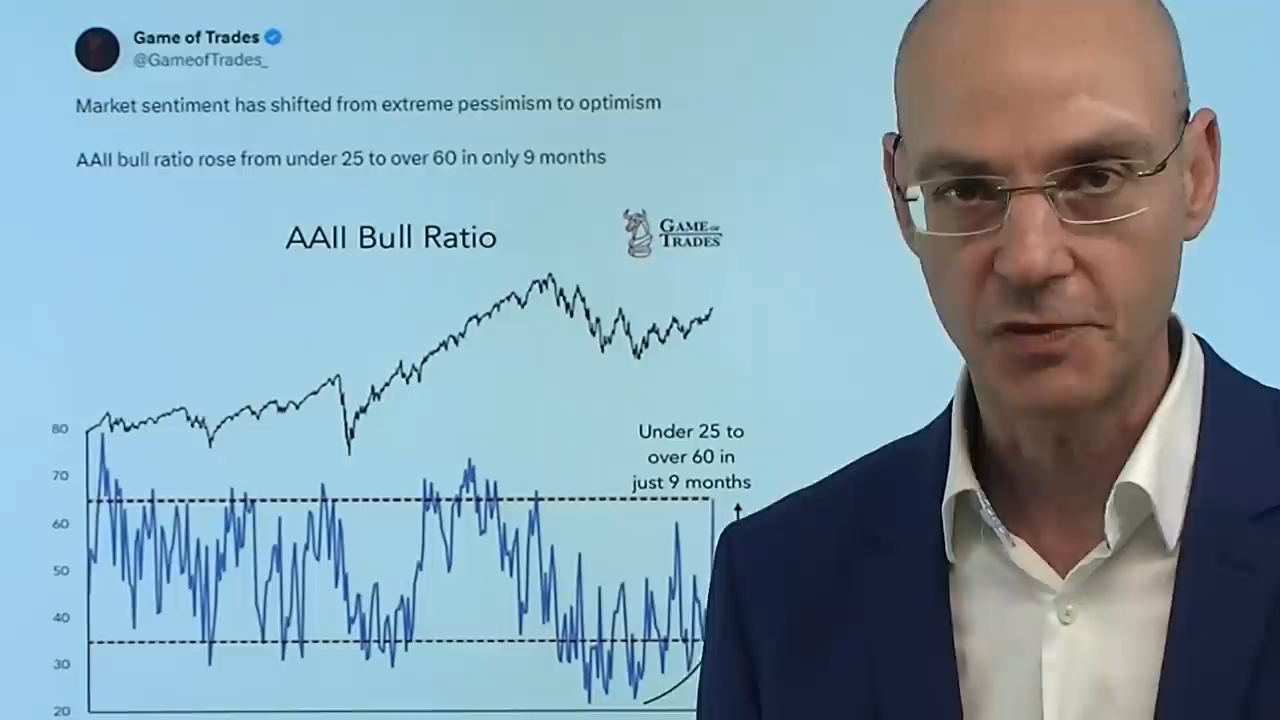 Game of Trades
@GameofTrades_
Market sentiment has shifted from extreme pessimism to optimism
AAII bull ratio rose from under 25 to over 60 in only 9 months
AAII Bull Ratio
GAME OF
TRADES
Under 25 to
over 60 in
just 9 months
80
70
60
50
40
30
20